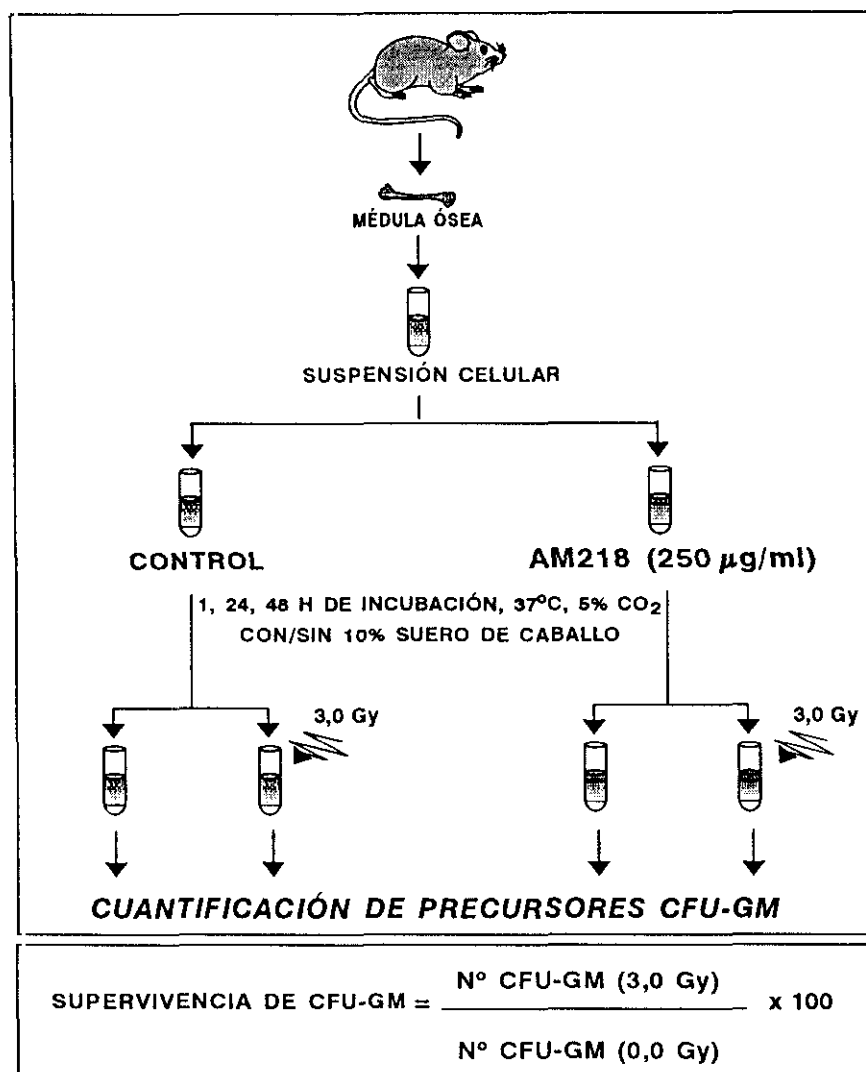 MÉDULA ÓSEA
SUSPENSIÓN CELULAR
CONTROL
AM218 (250 µg/ml)
1, 24, 48 H DE INCUBACIÓN, 37ºC, 5% CO₂
CON/SIN 10% SUERO DE CABALLO
3,0 Gy
3,0 Gy
CUANTIFICACIÓN DE PRECURSORES CFU-GM
SUPERVIVENCIA DE CFU-GM = Nº CFU-GM (3,0 Gy) x 100
Nº CFU-GM (0,0 Gy)